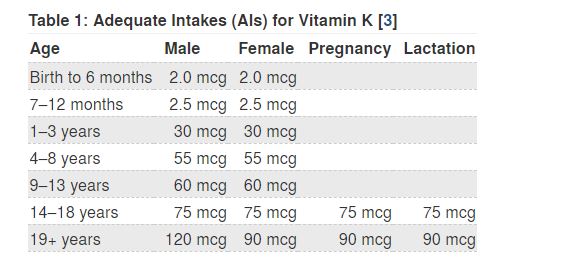 Table 1: Adequate Intakes (AIs) for Vitamin K [3]
Age Male Female Pregnancy Lactation
Birth to 6 months 2.0 mcg 2.0 mcg
7–12 months 2.5 mcg 2.5 mcg
1–3 years 30 mcg 30 mcg
4–8 years 55 mcg 55 mcg
9–13 years 60 mcg 60 mcg
14–18 years 75 mcg 75 mcg 75 mcg 75 mcg
19+ years 120 mcg 90 mcg 90 mcg 90 mcg